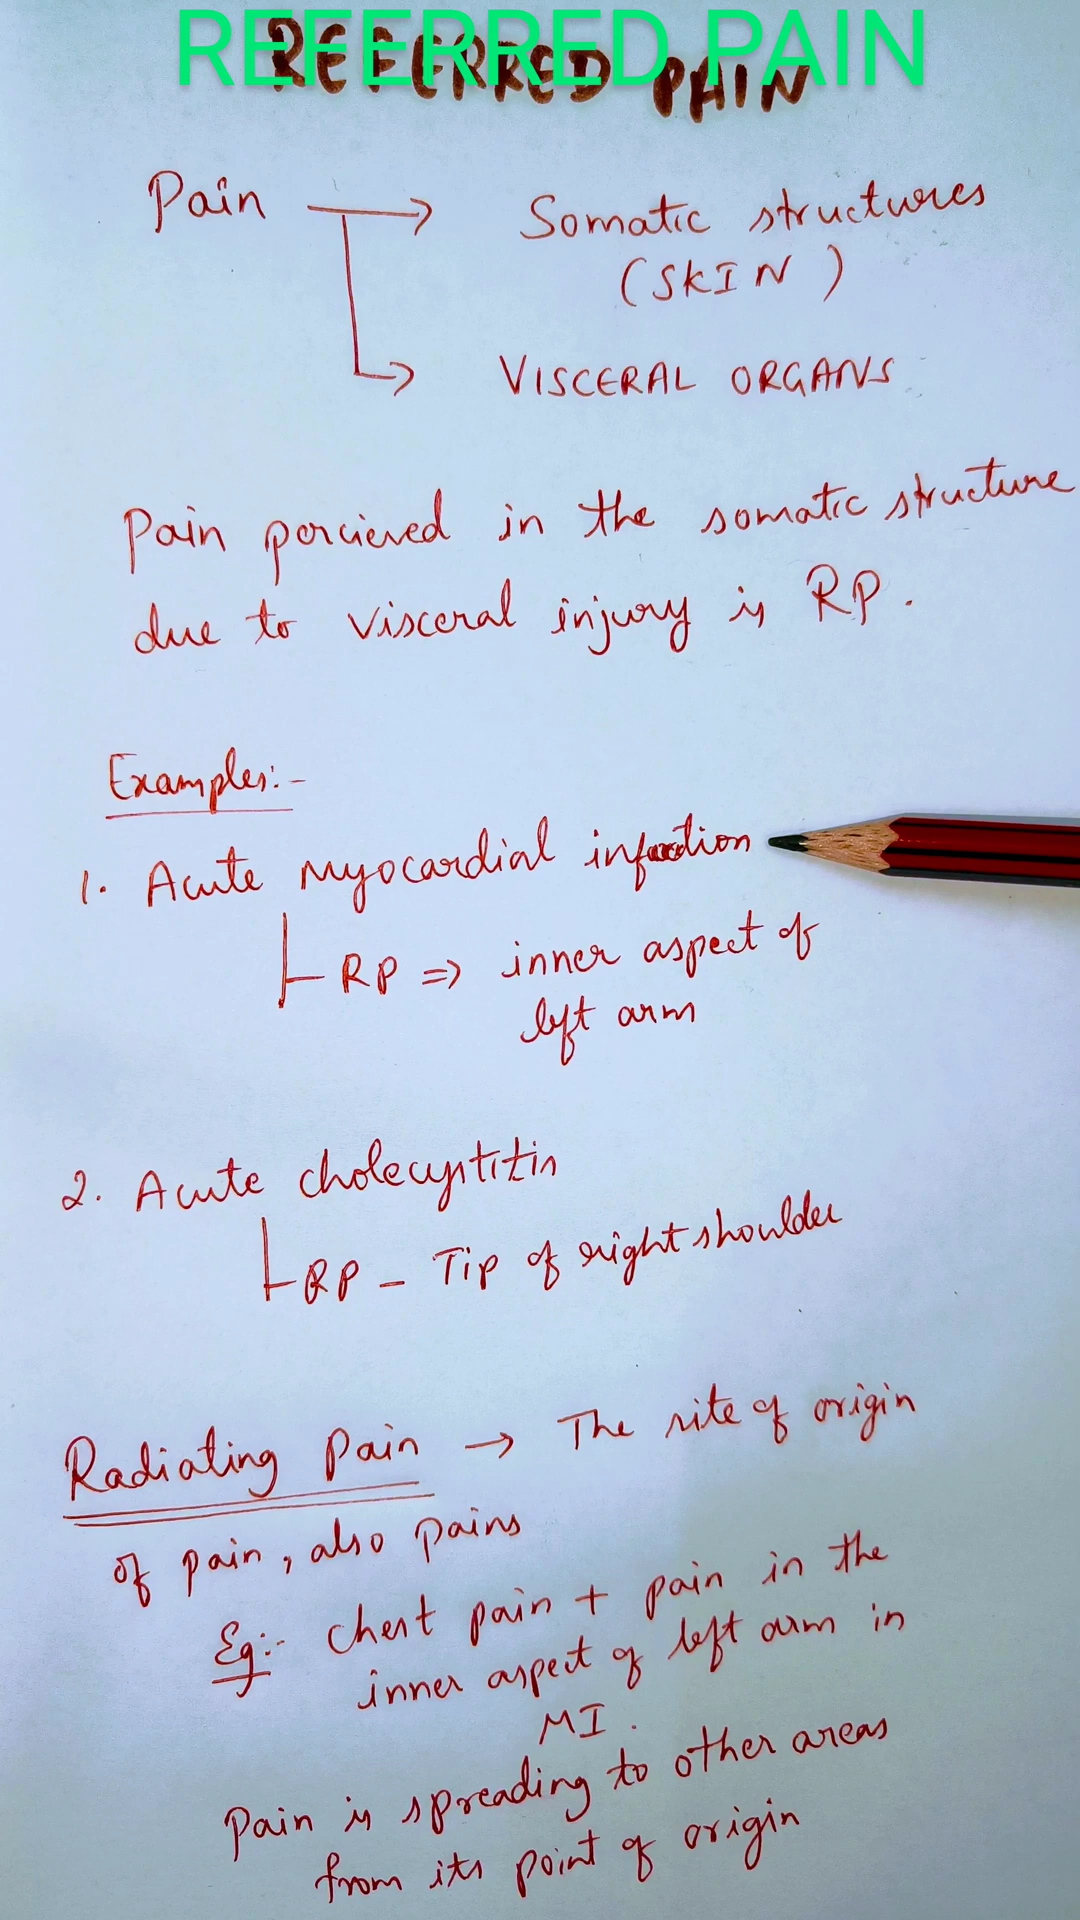 REFERRED PAIN
REFERRED PAIN
Pain → Somatic structures
(SKIN)
→ VISCERAL ORGANS
Pain percieved in the somatic structure
due to visceral injury is RP.
Examples:-
1. Acute myocardial infarction
RP => inner aspect of
left arm
2. Acute cholecystitis
RP - Tip of right shoulder
Radiating Pain → The site of origin
of pain, also pains
Eg:- Chest pain + pain in the
inner aspect of left arm in
MI.
Pain is spreading to other areas
from its point of origin